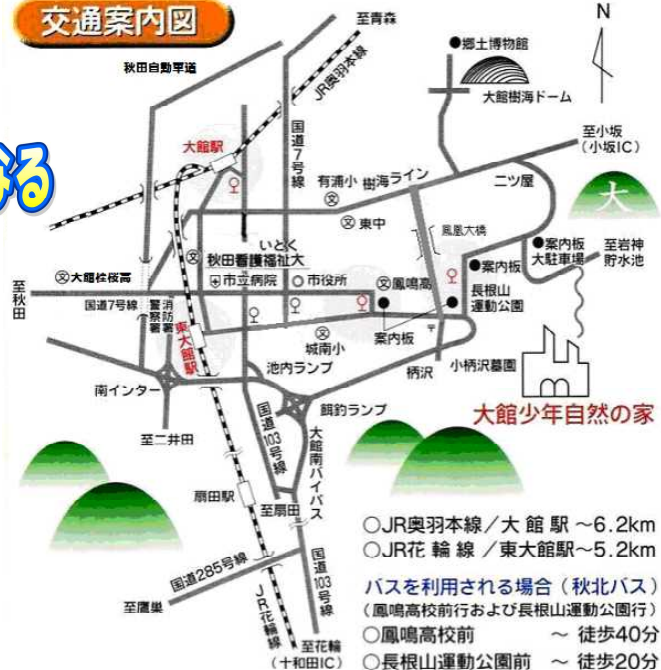 交通案内図
至青森
N
秋田自動車道
JR奥羽本線
●郷土博物館
大館樹海ドーム
国道7号線
大館駅
至小坂
(小坂IC)
なる
有浦小
樹海ライン
二ツ屋
大
東中
鳳凰大橋
いとく
秋田看護福祉大
●案内板
大駐車場
至岩神
貯水池
大館桂桜高
市立病院
○市役所
鳳鳴高
●案内板
長根山
運動公園
至秋田
国道7号線
消防署
警察署
東大館駅
城南小
案内板
〒
柄沢
小柄沢墓園
池内ランプ
南インター
餌釣ランプ
大館少年自然の家
至二井田
国道103号線
大館南バイパス
扇田駅
至扇田
○JR奥羽本線/大館駅~6.2km
○JR花輪線/東大館駅~5.2km
国道285号線
国道103号線
至鷹巣
JR花輪線
至花輪
(十和田IC)
バスを利用される場合(秋北バス)
(鳳鳴高校前行および長根山運動公園行)
○鳳鳴高校前 ~ 徒歩40分
○長根山運動公園前 ~ 徒歩20分